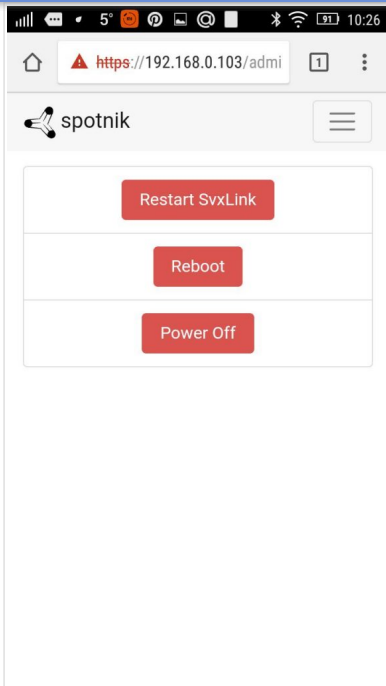 5° 91 10:26
https://192.168.0.103/admi 1
spotnik
Restart SvxLink
Reboot
Power Off